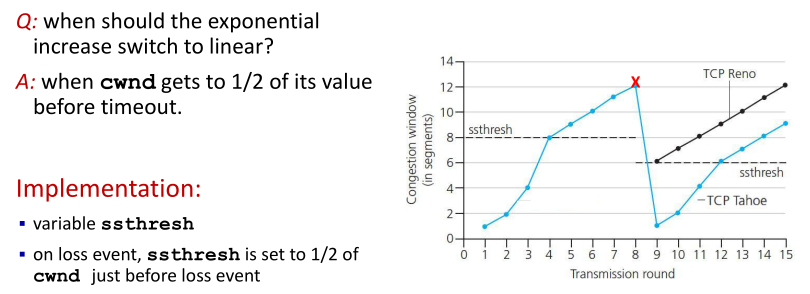 Q: when should the exponential
increase switch to linear?
A: when cwnd gets to 1/2 of its value
before timeout.
Implementation:
▪ variable ssthresh
▪ on loss event, ssthresh is set to 1/2 of
cwnd just before loss event
Congestion window
(in segments)
14
12
10
8
6
4
2
0
ssthresh
X
TCP Reno
ssthresh
TCP Tahoe
0 1 2 3 4 5 6 7 8 9 10 11 12 13 14 15
Transmission round